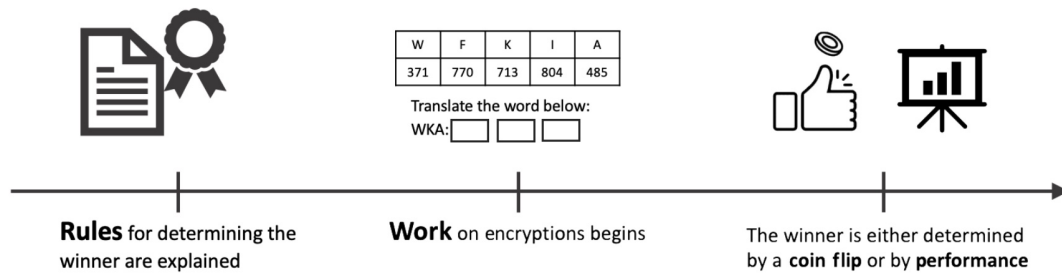 W F K I A
371 770 713 804 485
Translate the word below:
WKA:
Rules for determining the
winner are explained
Work on encryptions begins
The winner is either determined
by a coin flip or by performance